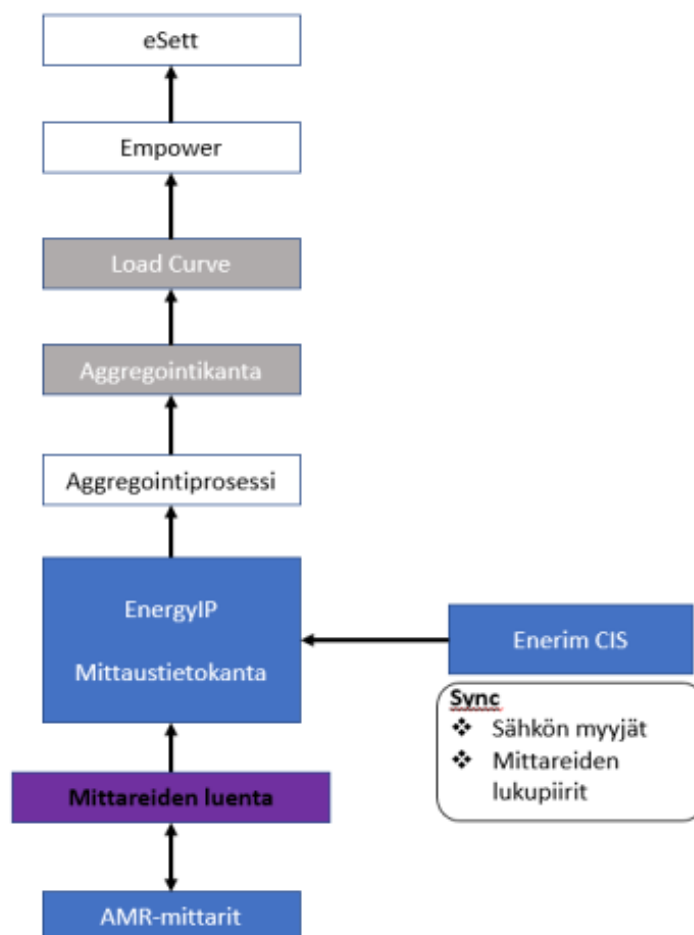 eSett
Empower
Load Curve
Aggregointikanta
Aggregointiprosessi
EnergyIP
Mittaustietokanta
Enerim CIS
Sync
❖ Sähkön myyjät
❖ Mittareiden
lukupiirit
Mittareiden luenta
AMR-mittarit